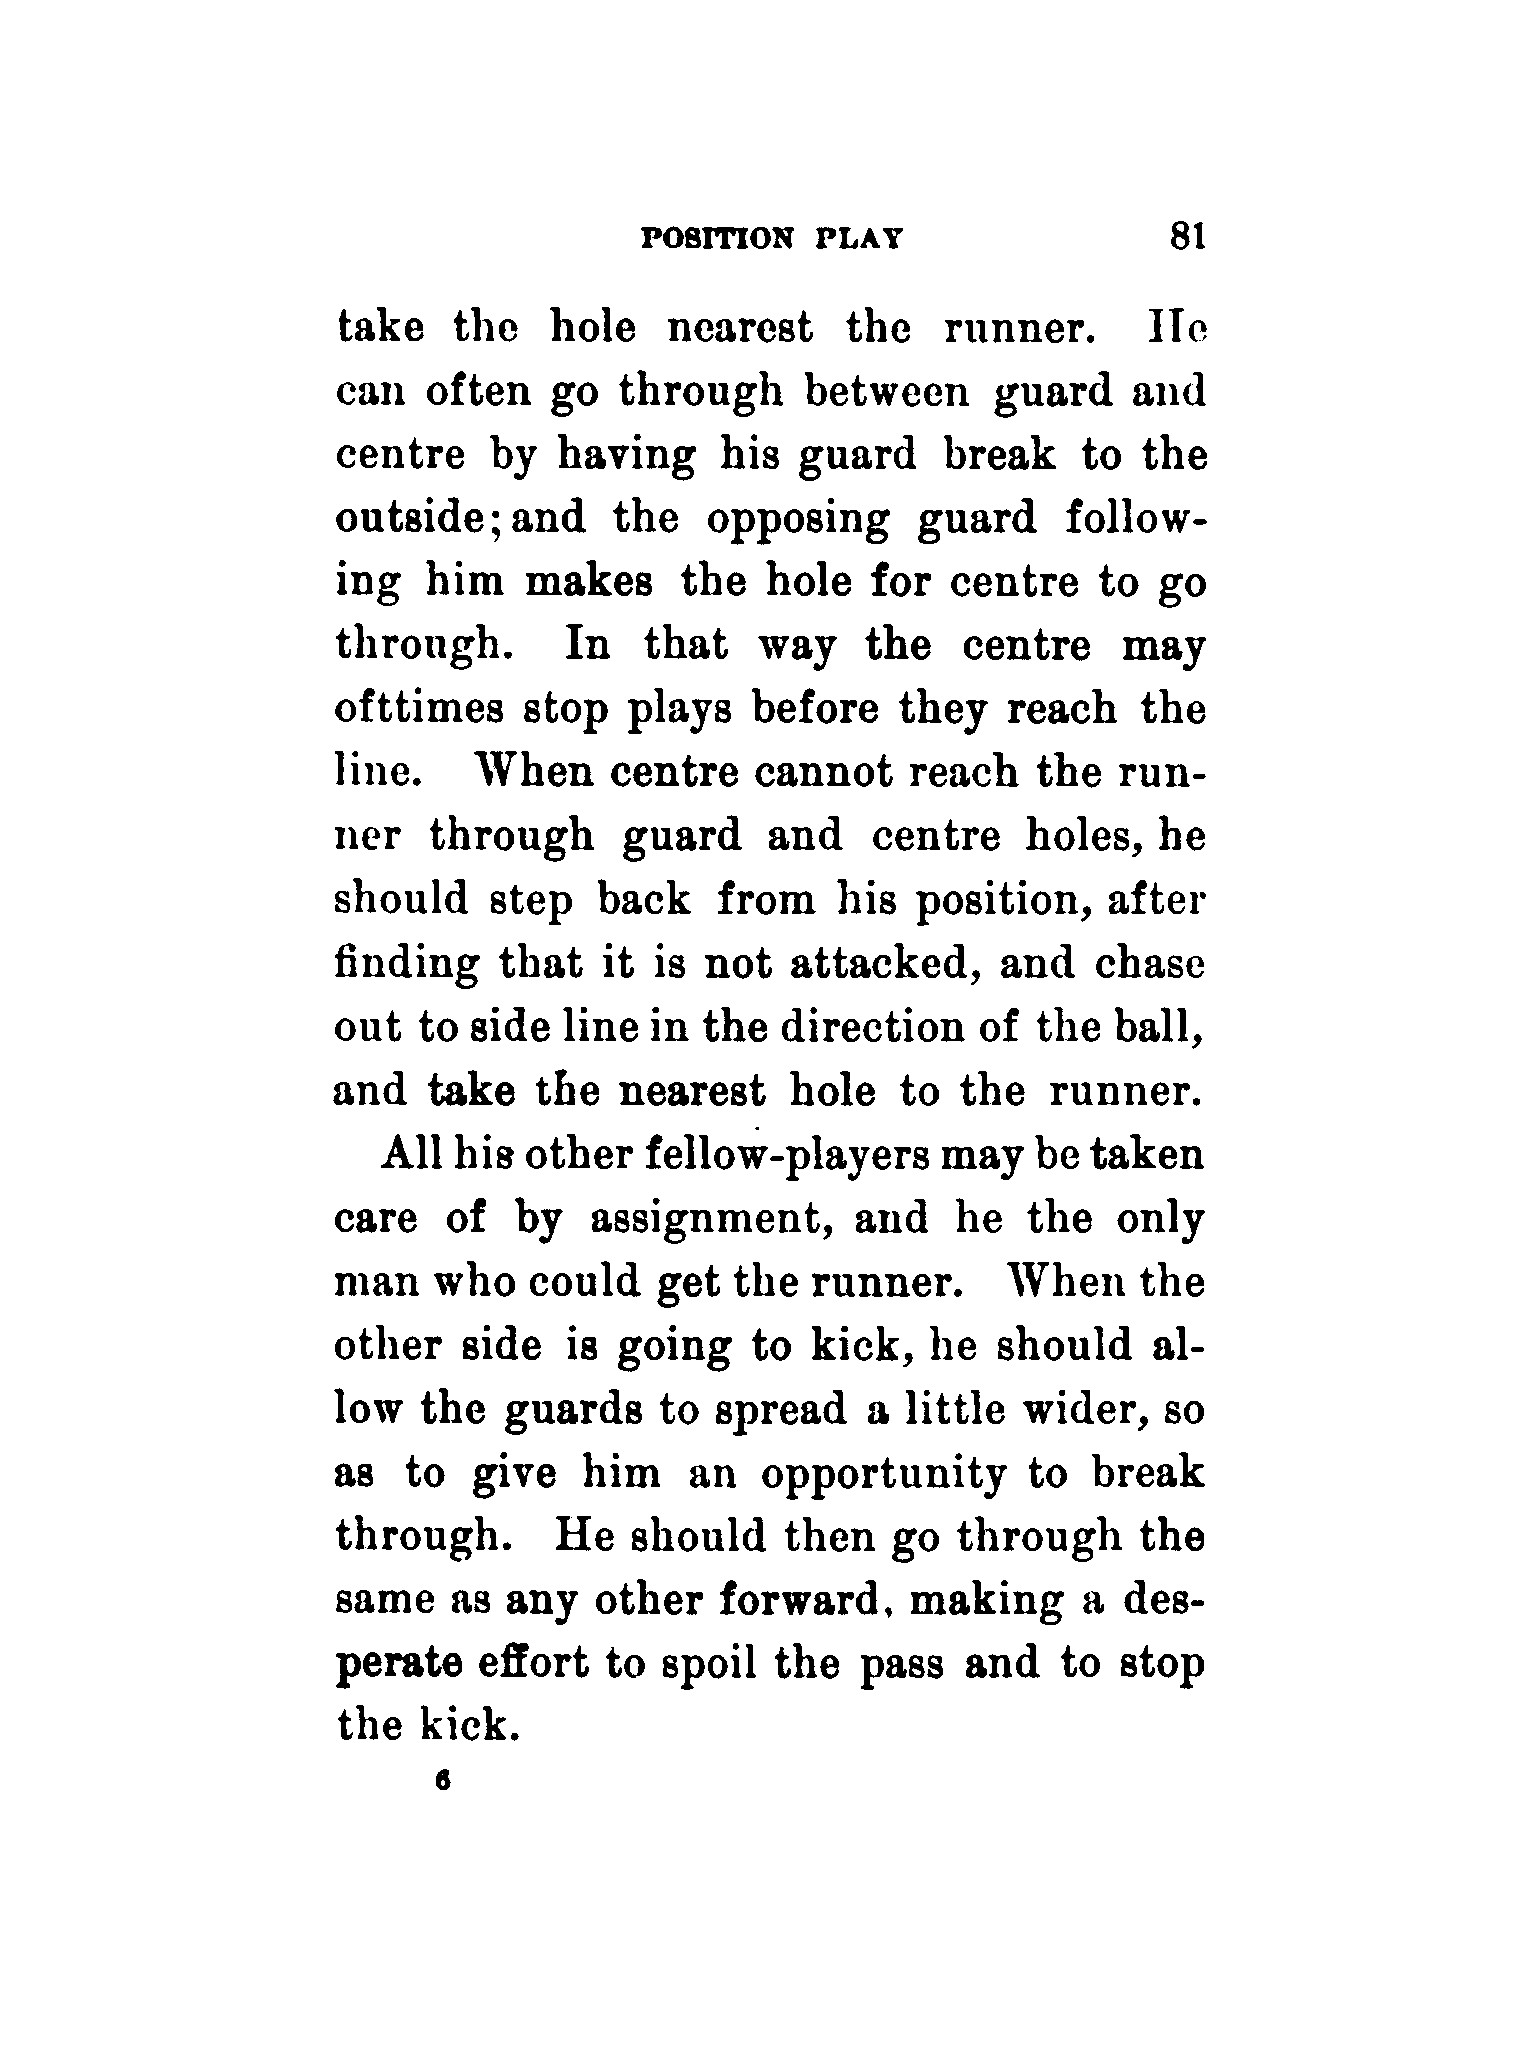 POSITION PLAY 81
take the hole nearest the runner. He
can often go through between guard and
centre by having his guard break to the
outside; and the opposing guard follow-
ing him makes the hole for centre to go
through. In that way the centre may
ofttimes stop plays before they reach the
line. When centre cannot reach the run-
ner through guard and centre holes, he
should step back from his position, after
finding that it is not attacked, and chase
out to side line in the direction of the ball,
and take the nearest hole to the runner.
All his other fellow-players may be taken
care of by assignment, and he the only
man who could get the runner. When the
other side is going to kick, he should al-
low the guards to spread a little wider, so
as to give him an opportunity to break
through. He should then go through the
same as any other forward, making a des-
perate effort to spoil the pass and to stop
the kick.
6